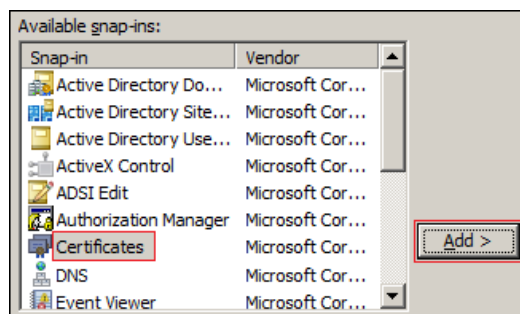 Available snap-ins:
Snap-in Vendor
Active Directory Do... Microsoft Cor...
Active Directory Site... Microsoft Cor...
Active Directory Use... Microsoft Cor...
ActiveX Control Microsoft Cor...
ADSI Edit Microsoft Cor...
Authorization Manager Microsoft Cor...
Certificates Microsoft Cor...
Add >
DNS Microsoft Cor...
Event Viewer Microsoft Cor...